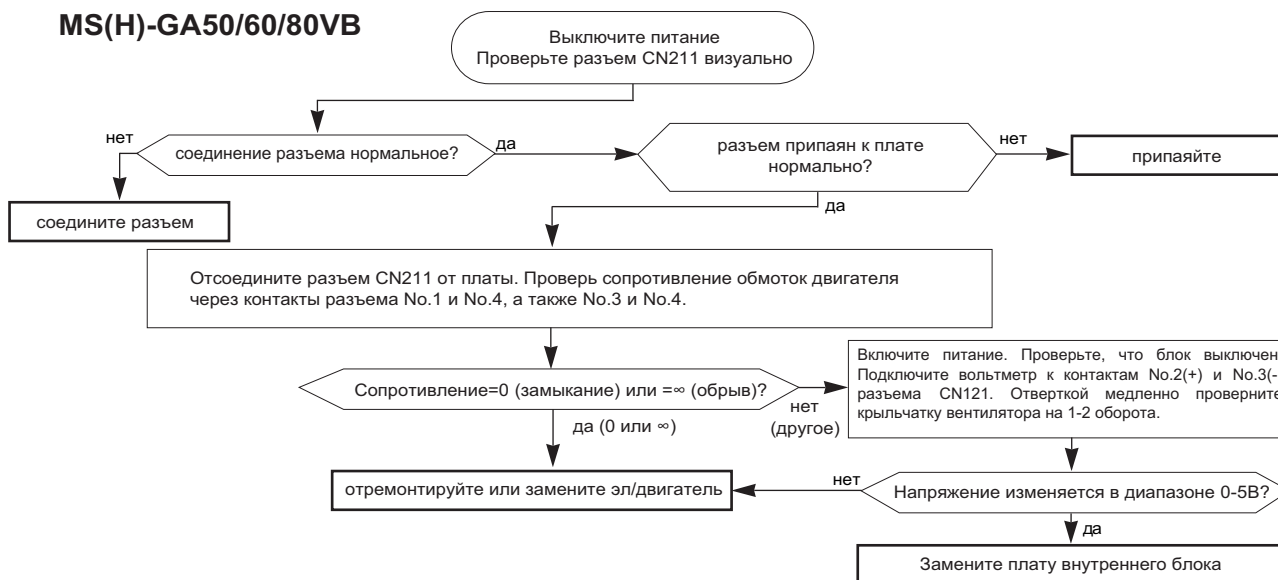 MS(H)-GA50/60/80VB
Выключите питание
Проверьте разъем CN211 визуально
нет
соединение разъема нормальное?
да
разъем припаян к плате
нормально?
нет
припаяйте
соедините разъем
да
Отсоедините разъем CN211 от платы. Проверь сопротивление обмоток двигателя
через контакты разъема No.1 и No.4, а также No.3 и No.4.
Сопротивление=0 (замыкание) или =∞ (обрыв)?
нет
(другое)
да (0 или ∞)
Включите питание. Проверьте, что блок выключен
Подключите вольтметр к контактам No.2(+) и No.3(-
разъема CN121. Отверткой медленно проверните
крыльчатку вентилятора на 1-2 оборота.
отремонтируйте или замените эл/двигатель
нет
Напряжение изменяется в диапазоне 0-5В?
да
Замените плату внутреннего блока